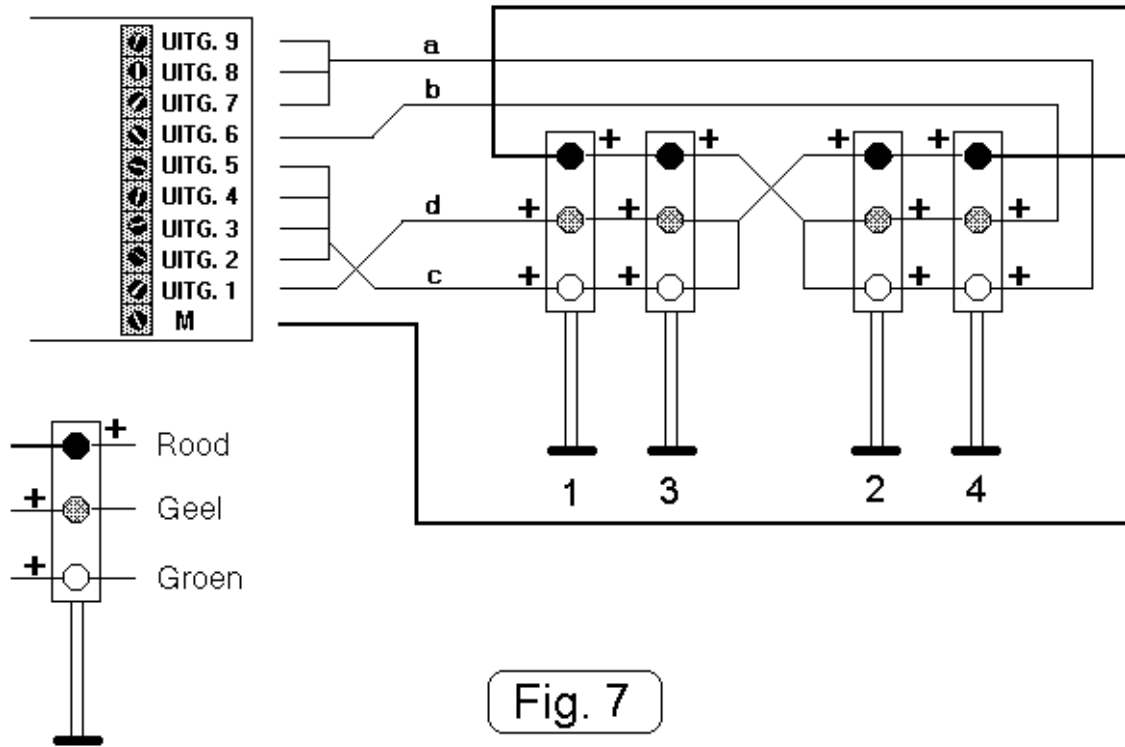 UITG. 9
UITG. 8
UITG. 7
UITG. 6
UITG. 5
UITG. 4
UITG. 3
UITG. 2
UITG. 1
M
a
b
d
c
+ + + +
+ + + +
+ + + +
1 3 2 4
+ Rood
+ Geel
+ Groen
Fig. 7